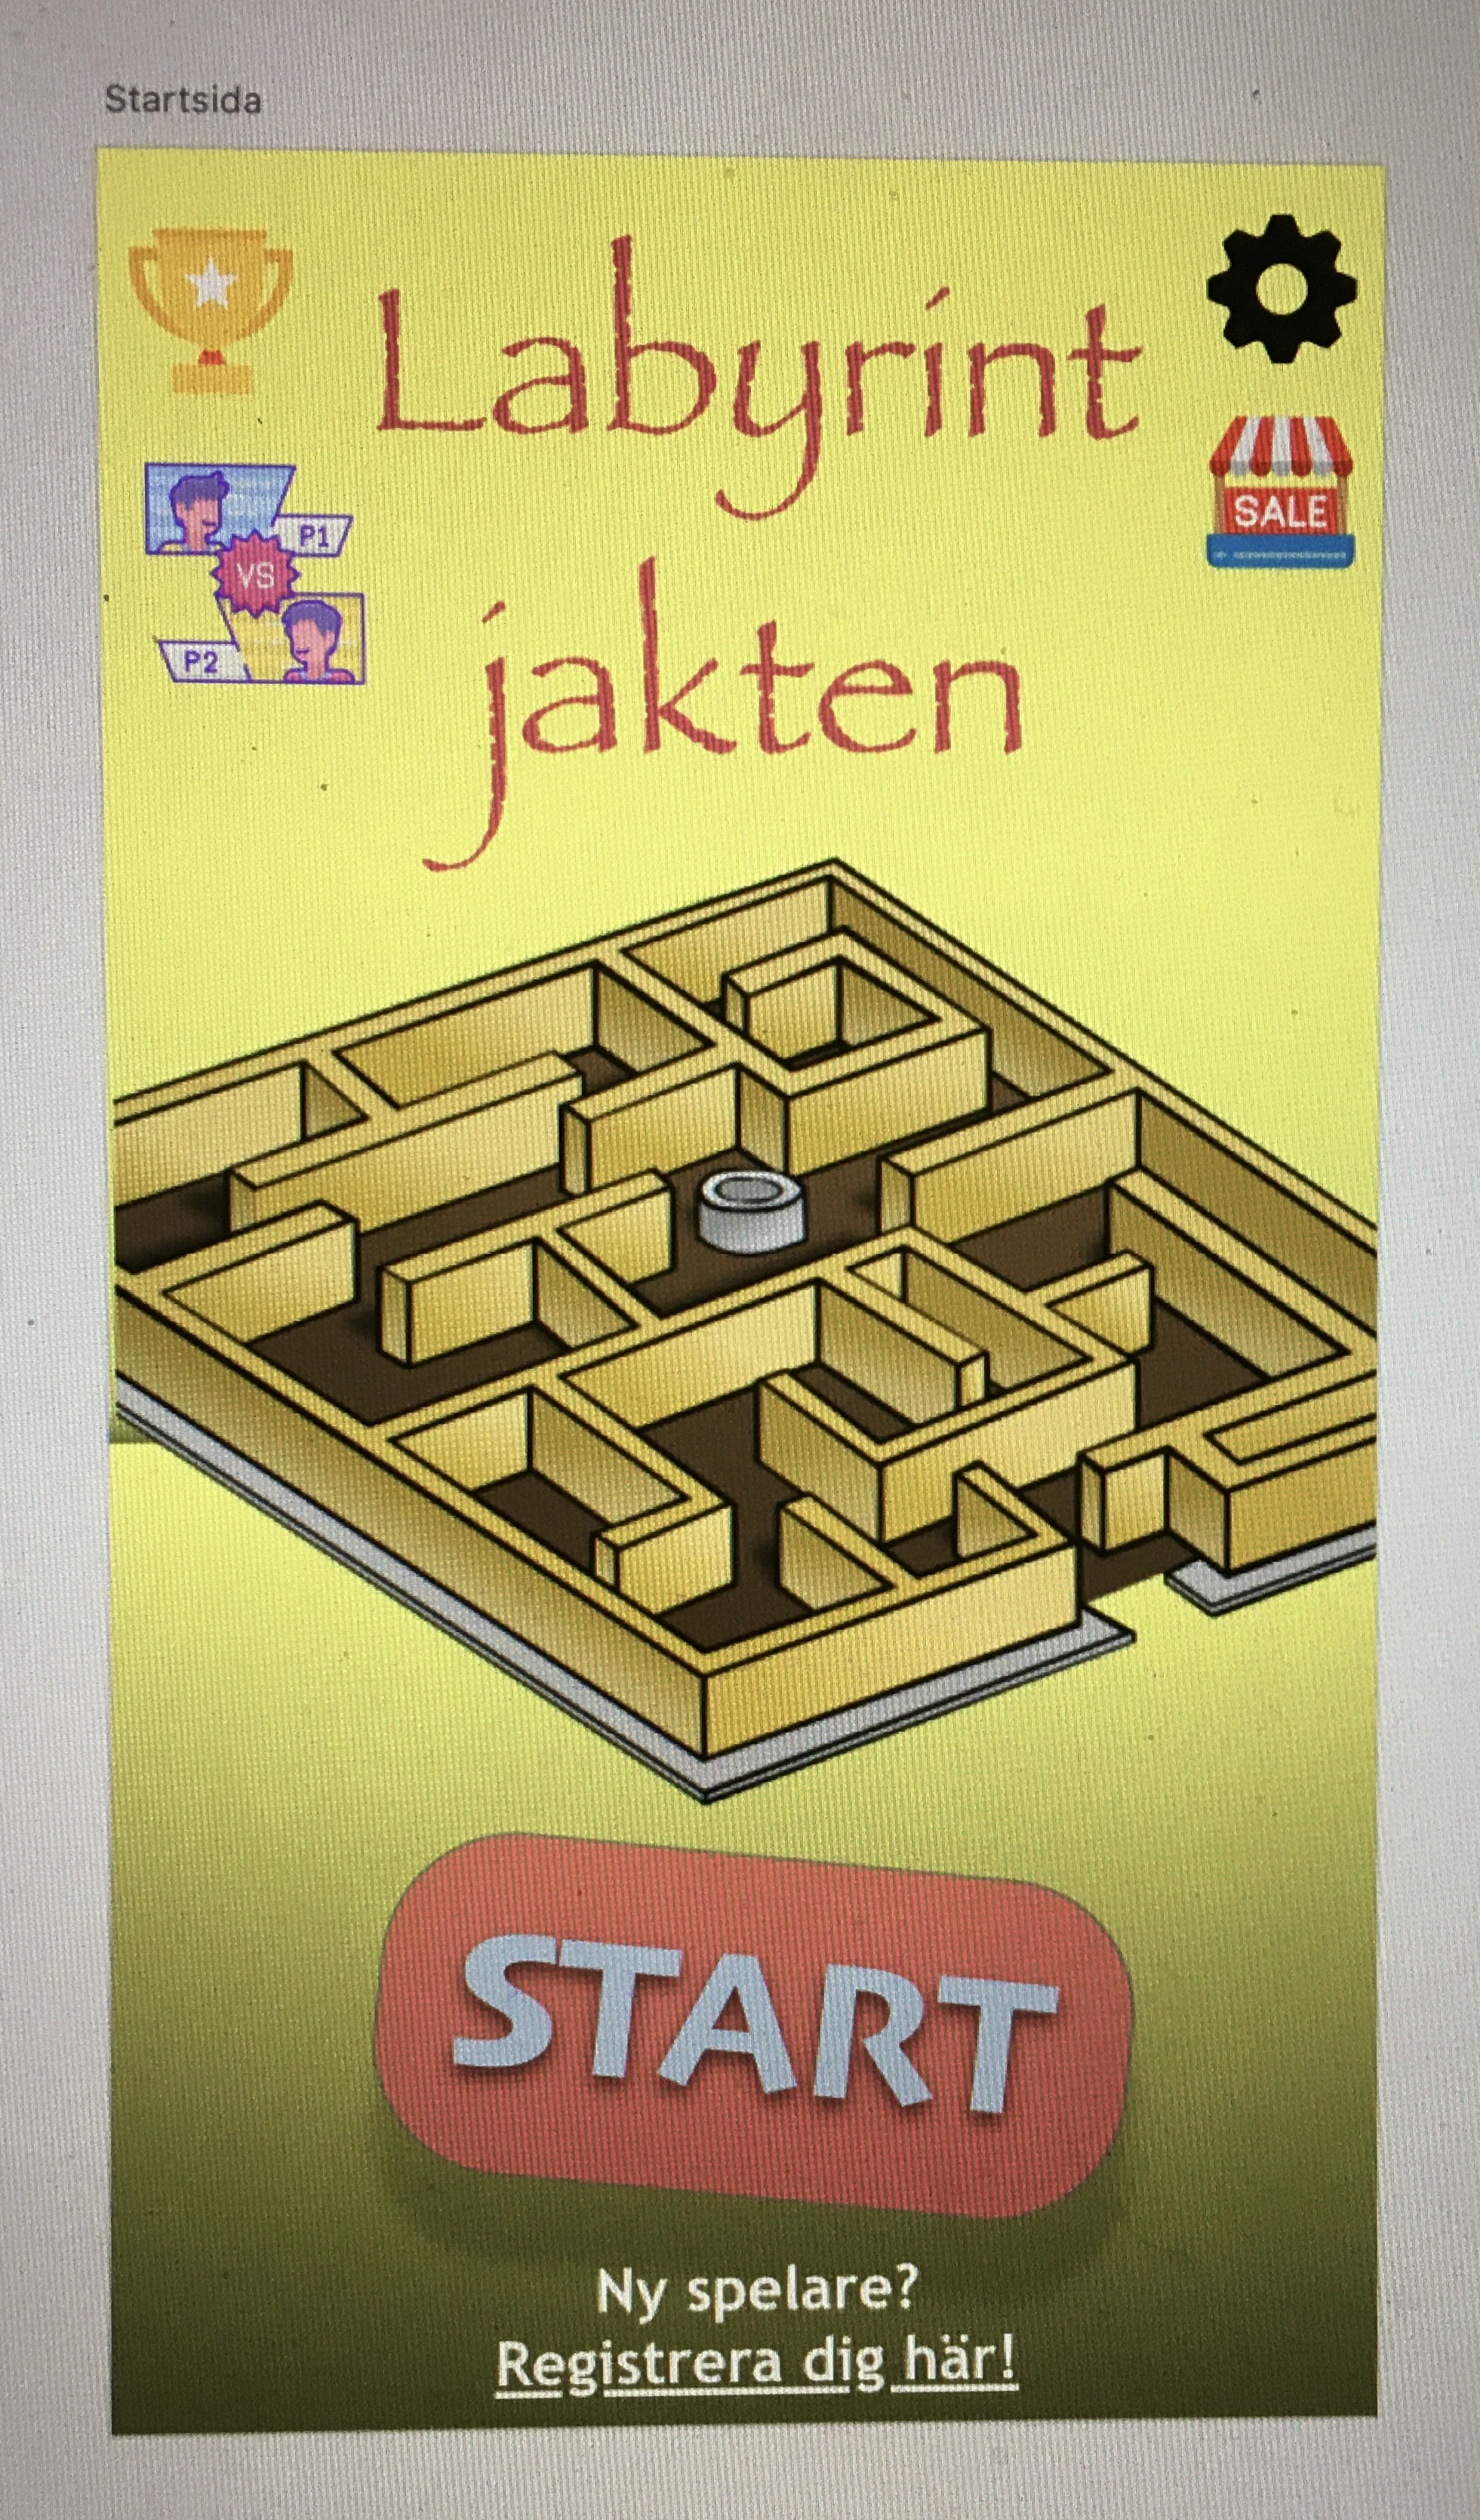 Startsida
Labyrint
jakten
P1
VS
P2
SALE
START
Ny spelare?
Registrera dig här!